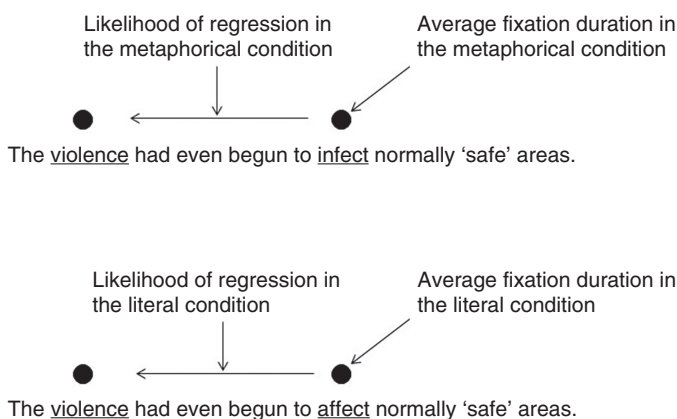 Likelihood of regression in
the metaphorical condition
Average fixation duration in
the metaphorical condition
The violence had even begun to infect normally ‘safe’ areas.
Likelihood of regression in
the literal condition
Average fixation duration in
the literal condition
The violence had even begun to affect normally ‘safe’ areas.